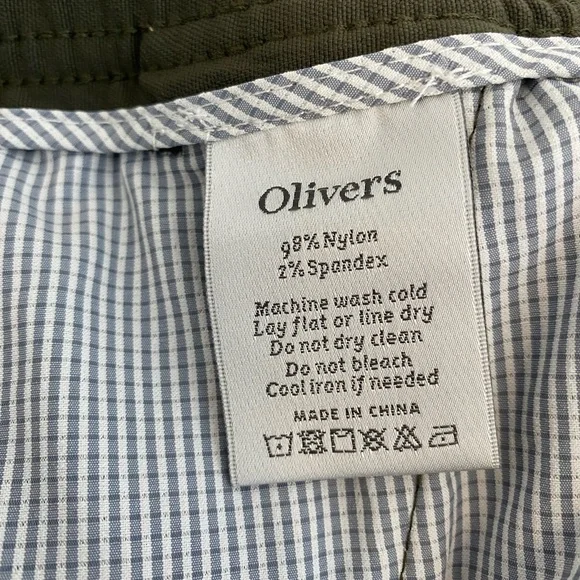 Olivers
98% Nylon
2% Spandex
Machine wash cold
Lay flat or line dry
Do not dry clean
Do not bleach
Cool iron if needed
MADE IN CHINA